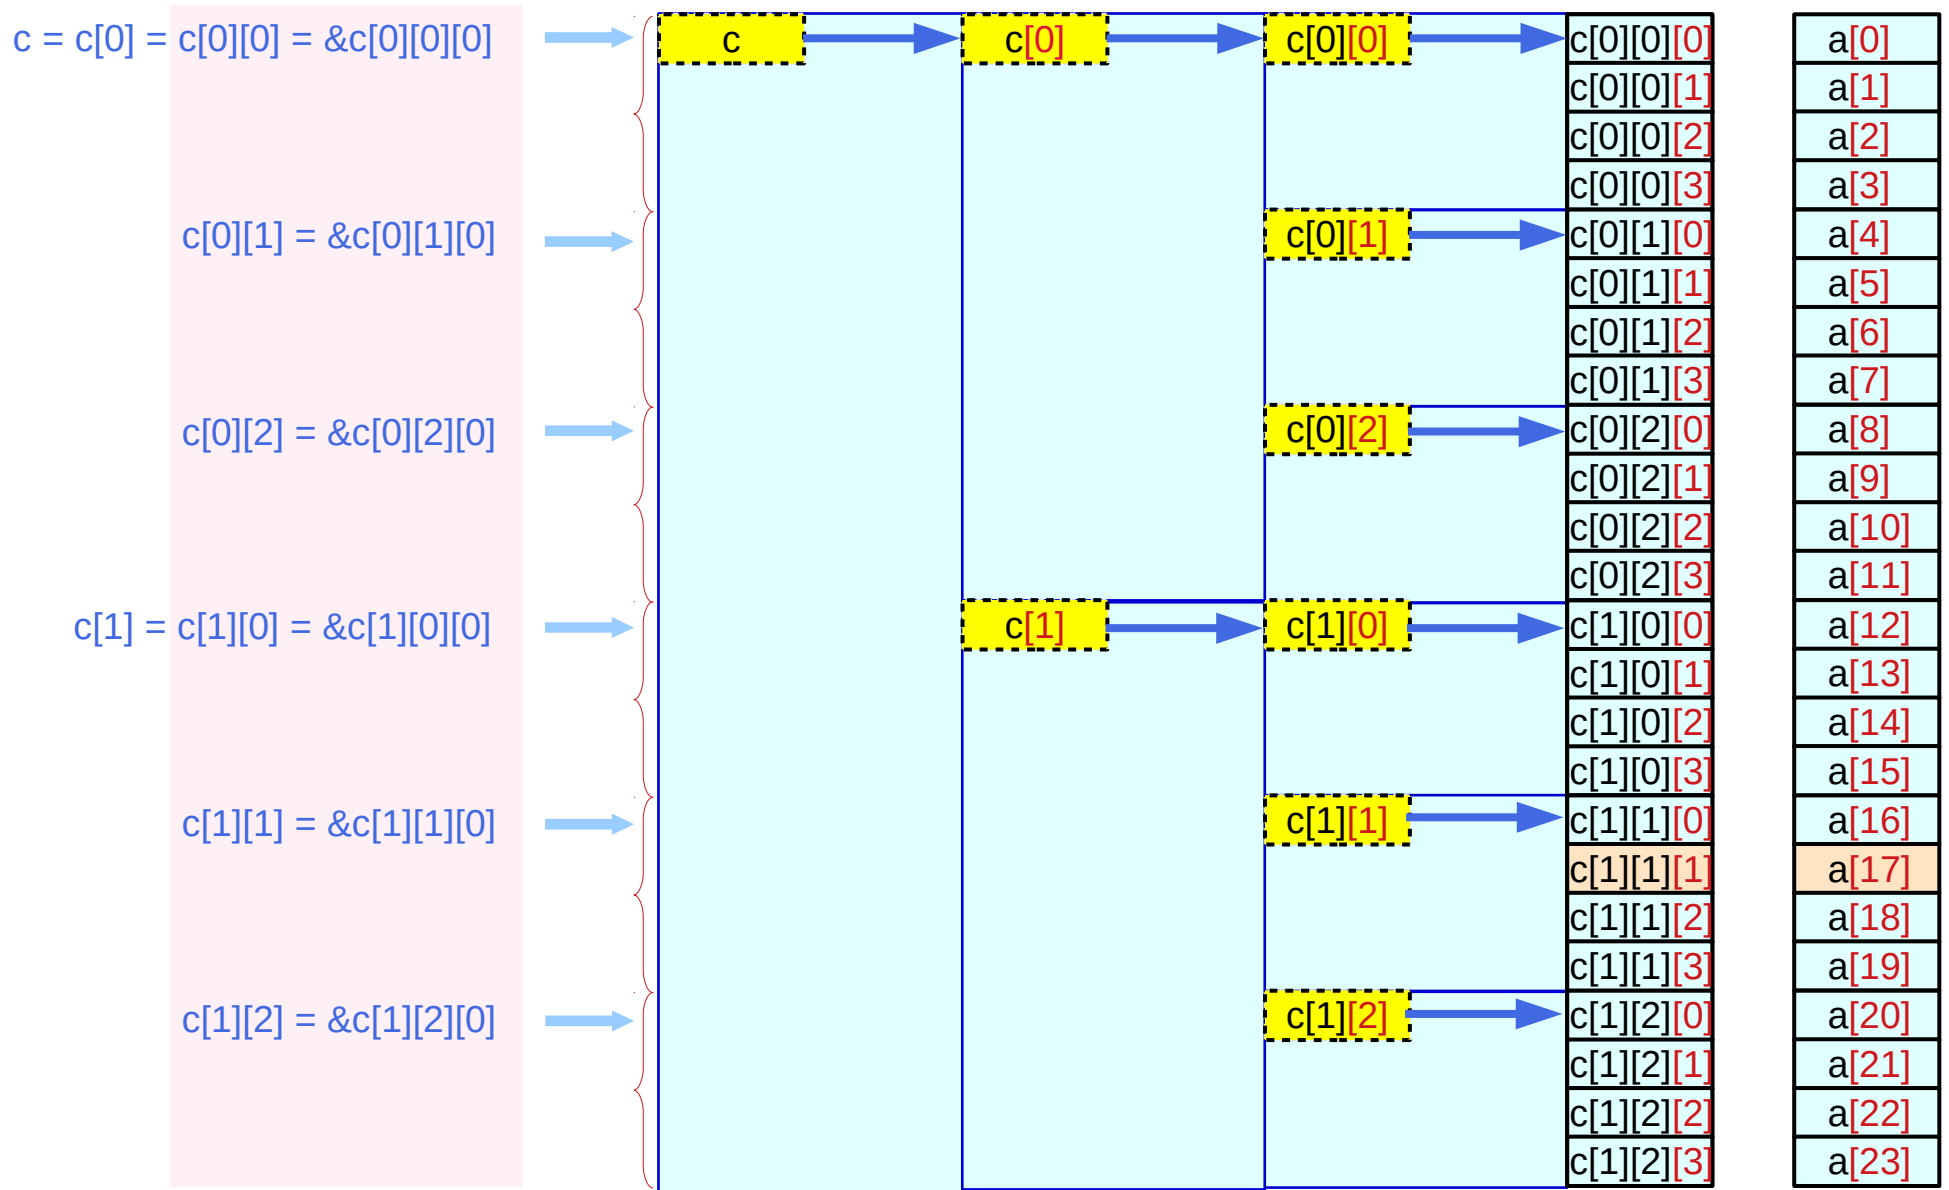 c = c[0] = c[0][0] = &c[0][0][0] c c[0] c[0][0] c[0][0][0] a[0]
c[0][0][1] a[1]
c[0][0][2] a[2]
c[0][0][3] a[3]
c[0][1] = &c[0][1][0] c[0][1] c[0][1][0] a[4]
c[0][1][1] a[5]
c[0][1][2] a[6]
c[0][1][3] a[7]
c[0][2] = &c[0][2][0] c[0][2] c[0][2][0] a[8]
c[0][2][1] a[9]
c[0][2][2] a[10]
c[0][2][3] a[11]
c[1] = c[1][0] = &c[1][0][0] c[1] c[1][0] c[1][0][0] a[12]
c[1][0][1] a[13]
c[1][0][2] a[14]
c[1][0][3] a[15]
c[1][1] = &c[1][1][0] c[1][1] c[1][1][0] a[16]
c[1][1][1] a[17]
c[1][1][2] a[18]
c[1][1][3] a[19]
c[1][2] = &c[1][2][0] c[1][2] c[1][2][0] a[20]
c[1][2][1] a[21]
c[1][2][2] a[22]
c[1][2][3] a[23]